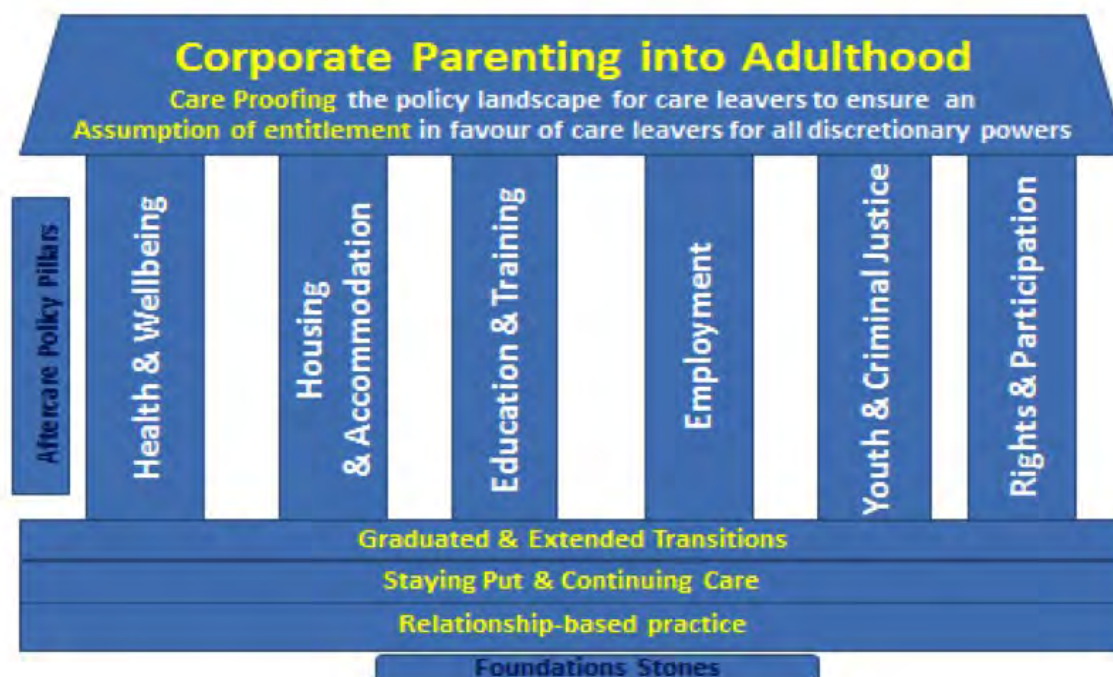 Corporate Parenting into Adulthood
Care Proofing the policy landscape for care leavers to ensure an
Assumption of entitlement in favour of care leavers for all discretionary powers
Aftercare Policy Pillars
Health & Wellbeing
Housing
& Accommodation
Education & Training
Employment
Youth & Criminal Justice
Rights & Participation
Graduated & Extended Transitions
Staying Put & Continuing Care
Relationship-based practice
Foundations Stones